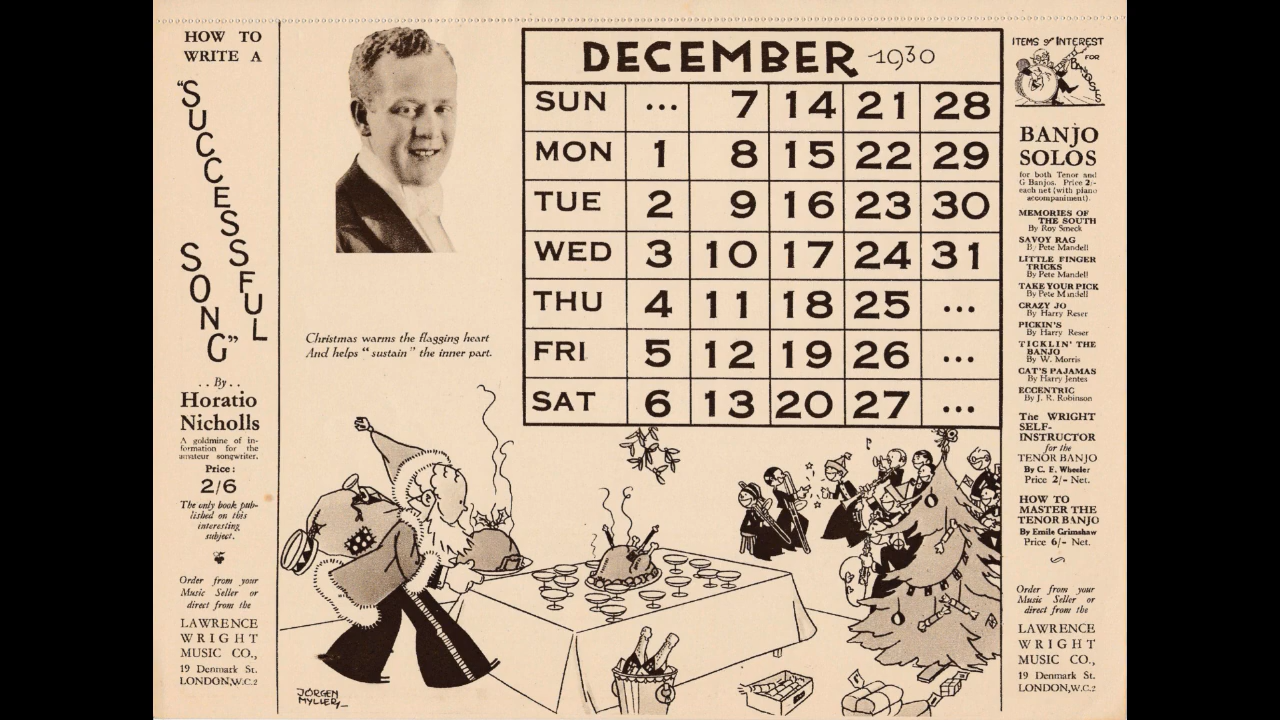 HOW TO
WRITE A
"SUCCESSFUL
SONG"
. . By . .
Horatio
Nicholls
A goldmine of in-
formation for the
amateur songwriter.
Price:
2/6
The only book pub-
lished on this
interesting
subject.
Order from your
Music Seller or
direct from the
LAWRENCE
WRIGHT
MUSIC CO.,
19 Denmark St.
LONDON,W.C.2
Christmas warms the flagging heart
And helps "sustain" the inner part.
JÖRGEN
MYLLER
DECEMBER 1930
SUN ... 7 14 21 28
MON 1 8 15 22 29
TUE 2 9 16 23 30
WED 3 10 17 24 31
THU 4 11 18 25 ...
FRI 5 12 19 26 ...
SAT 6 13 20 27 ...
ITEMS of INTEREST
FOR
BANJOISTS
BANJO
SOLOS
for both Tenor and
G Banjos. Price 2/-
each net (with piano
accompaniment).
MEMORIES OF
THE SOUTH
By Roy Smeck
SAVOY RAG
By Pete Mandell
LITTLE FINGER
TRICKS
By Pete Mandell
TAKE YOUR PICK
By Pete Mandell
CRAZY JO
By Harry Reser
PICKIN'S
By Harry Reser
TICKLIN' THE
BANJO
By W. Morris
CAT'S PAJAMAS
By Harry Jentes
ECCENTRIC
By J. R. Robinson
The WRIGHT
SELF-
INSTRUCTOR
for the
TENOR BANJO
By C. F. Wheeler
Price 2/- Net.
HOW TO
MASTER THE
TENOR BANJO
By Emile Grimshaw
Price 6/- Net.
Order from your
Music Seller or
direct from the
LAWRENCE
WRIGHT
MUSIC CO.,
19 Denmark St.
LONDON,W.C.2